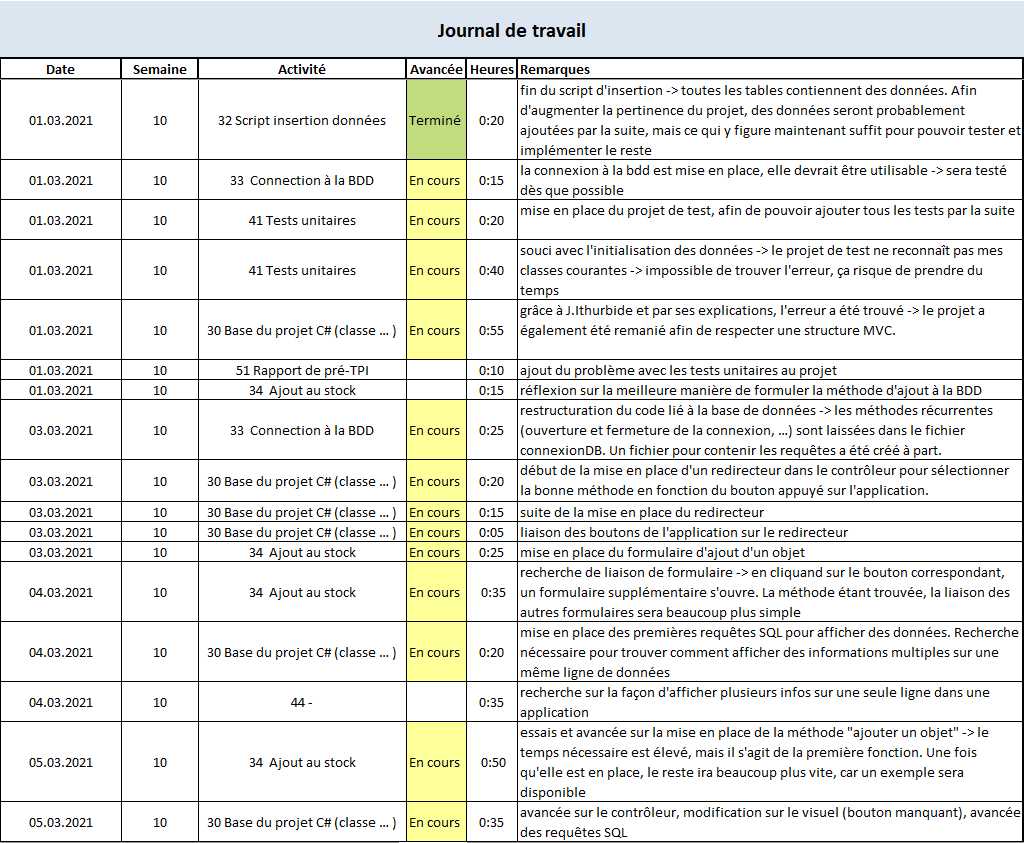 Journal de travail
Date Semaine Activité Avancée Heures Remarques
fin du script d'insertion -> toutes les tables contiennent des données. Afin
d'augmenter la pertinence du projet, des données seront probablement
01.03.2021 10 32 Script insertion données Terminé 0:20
ajoutées par la suite, mais ce qui y figure maintenant suffit pour pouvoir tester et
implémenter le reste
01.03.2021 10 33 Connection à la BDD En cours 0:15
la connexion à la bdd est mise en place, elle devrait être utilisable -> sera testé
dès que possible
01.03.2021 10 41 Tests unitaires En cours 0:20
mise en place du projet de test, afin de pouvoir ajouter tous les tests par la suite
01.03.2021 10 41 Tests unitaires En cours 0:40
souci avec l'initialisation des données -> le projet de test ne reconnaît pas mes
classes courantes -> impossible de trouver l'erreur, ça risque de prendre du
temps
01.03.2021 10 30 Base du projet C# (classe ... ) En cours 0:55
grâce à J.Ithurbide et par ses explications, l'erreur a été trouvé -> le projet a
également été remanié afin de respecter une structure MVC.
01.03.2021 10 51 Rapport de pré-TPI 0:10 ajout du problème avec les tests unitaires au projet
01.03.2021 10 34 Ajout au stock 0:15 réflexion sur la meilleure manière de formuler la méthode d'ajout à la BDD
03.03.2021 10 33 Connection à la BDD En cours 0:25
restructuration du code lié à la base de données -> les méthodes récurrentes
(ouverture et fermeture de la connexion, ...) sont laissées dans le fichier
connexionDB. Un fichier pour contenir les requêtes a été créé à part.
03.03.2021 10 30 Base du projet C# (classe ... ) En cours 0:20
début de la mise en place d'un redirecteur dans le contrôleur pour sélectionner
la bonne méthode en fonction du bouton appuyé sur l'application.
03.03.2021 10 30 Base du projet C# (classe ... ) En cours 0:15 suite de la mise en place du redirecteur
03.03.2021 10 30 Base du projet C# (classe ... ) En cours 0:05 liaison des boutons de l'application sur le redirecteur
03.03.2021 10 34 Ajout au stock En cours 0:25 mise en place du formulaire d'ajout d'un objet
04.03.2021 10 34 Ajout au stock En cours 0:35
recherche de liaison de formulaire -> en cliquand sur le bouton correspondant,
un formulaire supplémentaire s'ouvre. La méthode étant trouvée, la liaison des
autres formulaires sera beaucoup plus simple
04.03.2021 10 30 Base du projet C# (classe ... ) En cours 0:20
mise en place des premières requêtes SQL pour afficher des données. Recherche
nécessaire pour trouver comment afficher des informations multiples sur une
même ligne de données
04.03.2021 10 44 - 0:35
recherche sur la façon d'afficher plusieurs infos sur une seule ligne dans une
application
05.03.2021 10 34 Ajout au stock En cours 0:50
essais et avancée sur la mise en place de la méthode "ajouter un objet" -> le
temps nécessaire est élevé, mais il s'agit de la première fonction. Une fois
qu'elle est en place, le reste ira beaucoup plus vite, car un exemple sera
disponible
05.03.2021 10 30 Base du projet C# (classe ... ) En cours 0:35
avancée sur le contrôleur, modification sur le visuel (bouton manquant), avancée
des requêtes SQL